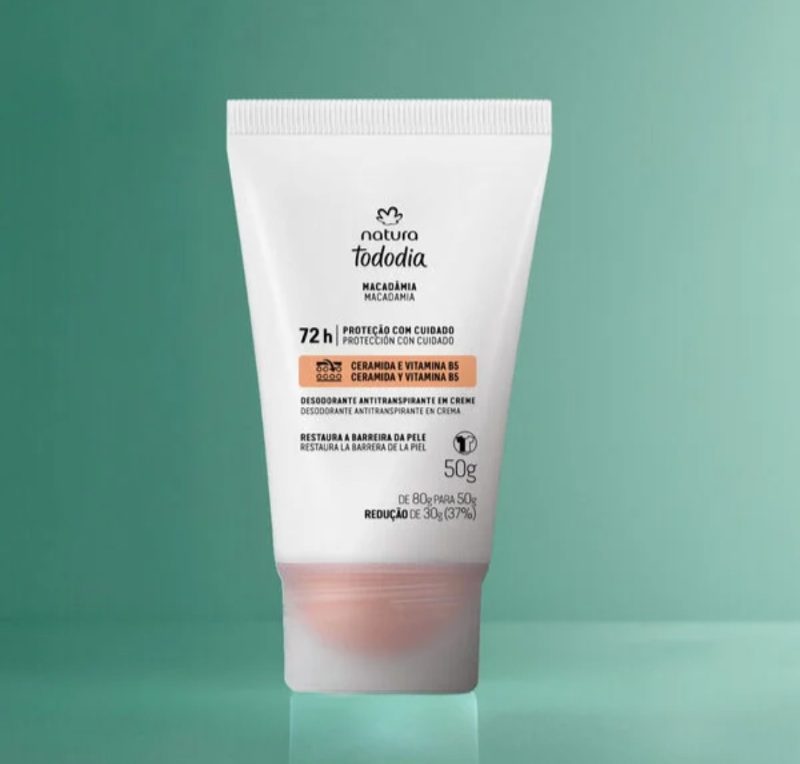 natura
tododia
MACADÂMIA
MACADAMIA
72h PROTEÇÃO COM CUIDADO
PROTECCIÓN CON CUIDADO
CERAMIDA E VITAMINA B5
CERAMIDA Y VITAMINA B5
DESODORANTE ANTITRANSPIRANTE EM CREME
DESODORANTE ANTITRANSPIRANTE EN CREMA
RESTAURA A BARREIRA DA PELE
RESTAURA LA BARRERA DE LA PIEL
50g
DE 80g PARA 50g
REDUÇÃO DE 30g (37%)